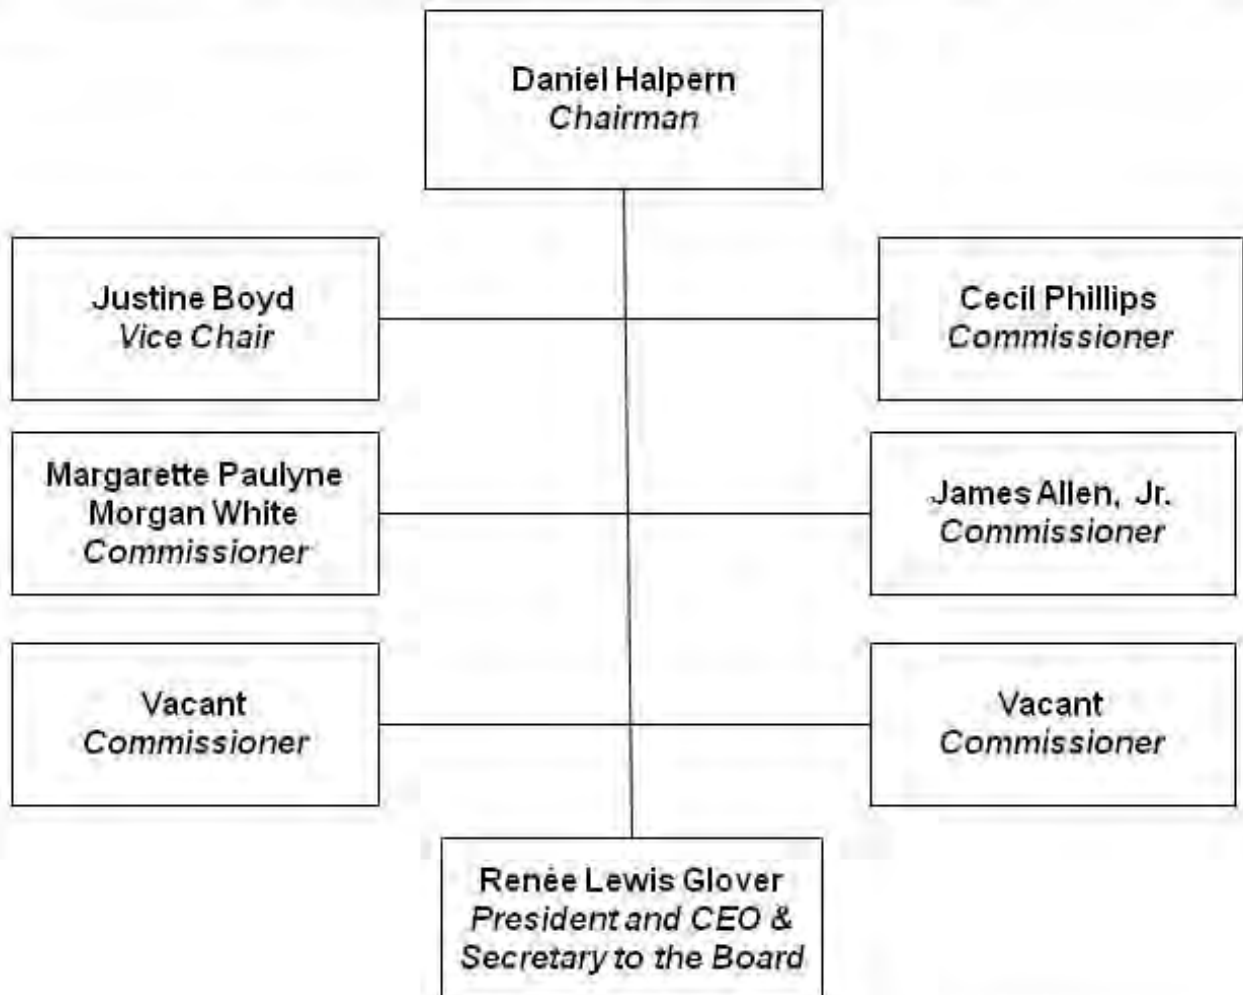 Daniel Halpern
Chairman
Justine Boyd
Vice Chair
Cecil Phillips
Commissioner
Margarette Paulyne
Morgan White
Commissioner
James Allen, Jr.
Commissioner
Vacant
Commissioner
Vacant
Commissioner
Renée Lewis Glover
President and CEO &
Secretary to the Board